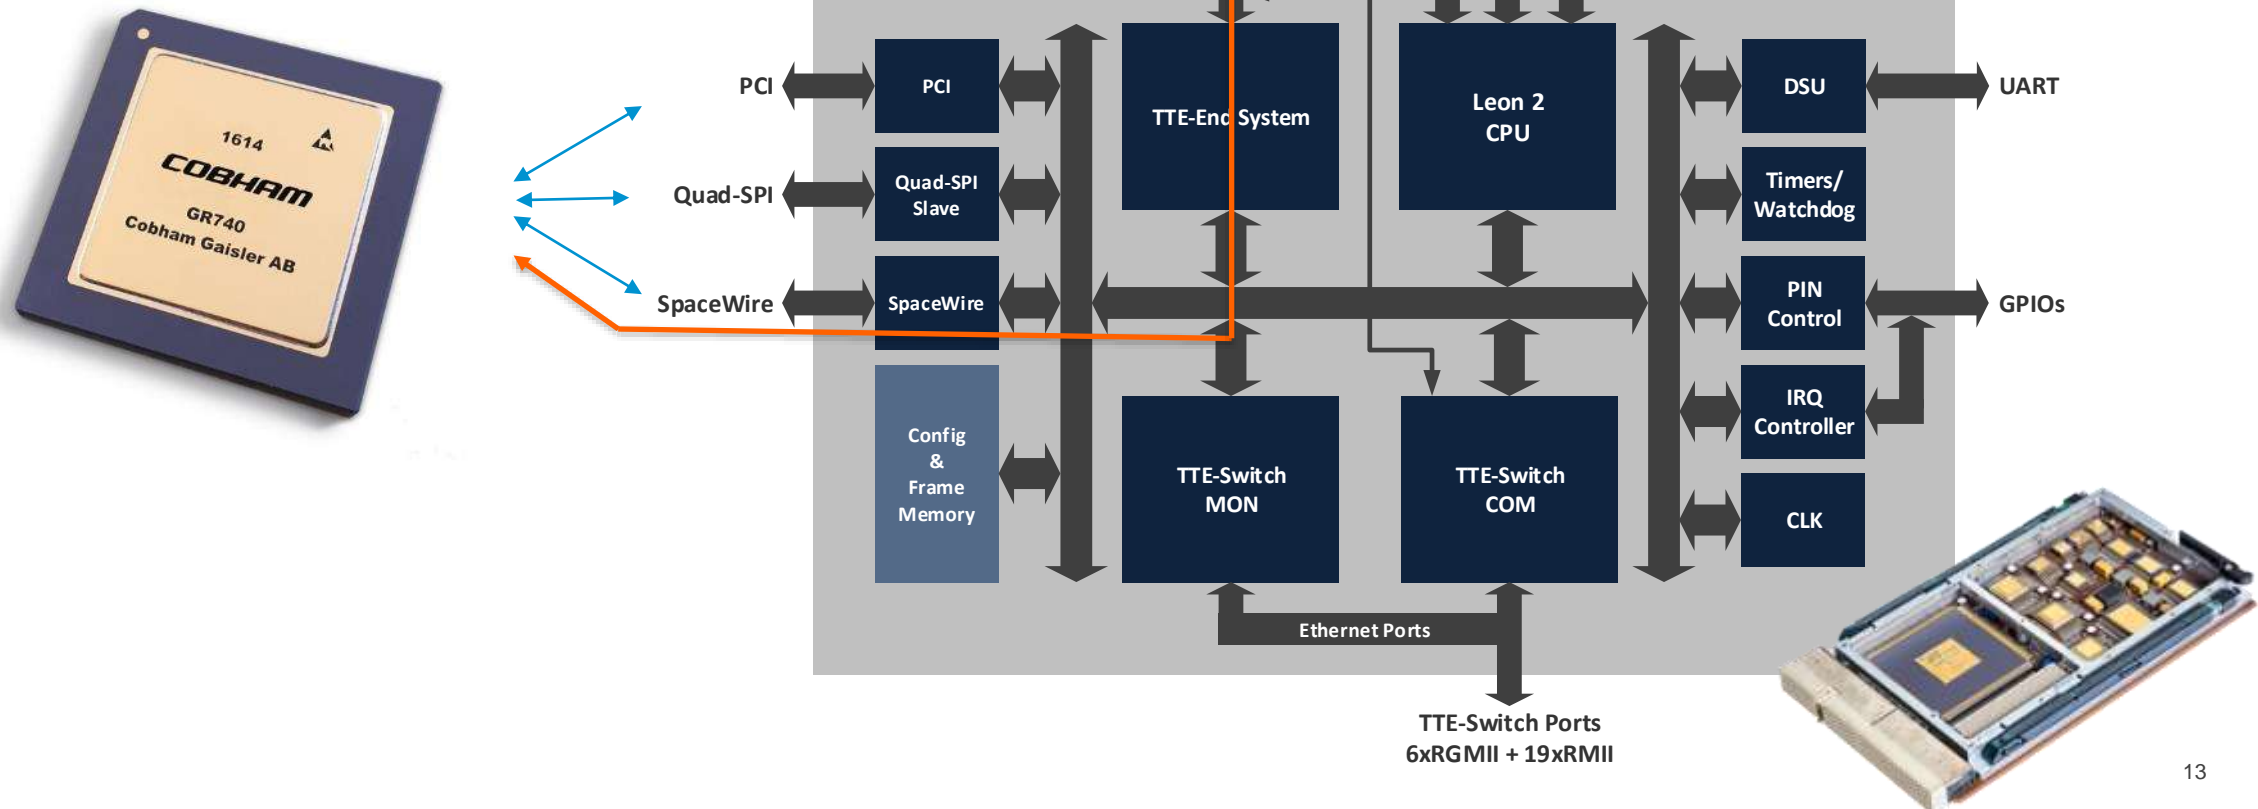 1614
COBHAM
GR740
Cobham Gaisler AB
PCI
Quad-SPI
SpaceWire
PCI
Quad-SPI
Slave
SpaceWire
Config
&
Frame
Memory
TTE-End System
Leon 2
CPU
TTE-Switch
MON
TTE-Switch
COM
Ethernet Ports
TTE-Switch Ports
6xRGMII + 19xRMII
DSU
Timers/
Watchdog
PIN
Control
IRQ
Controller
CLK
UART
GPIOs
13